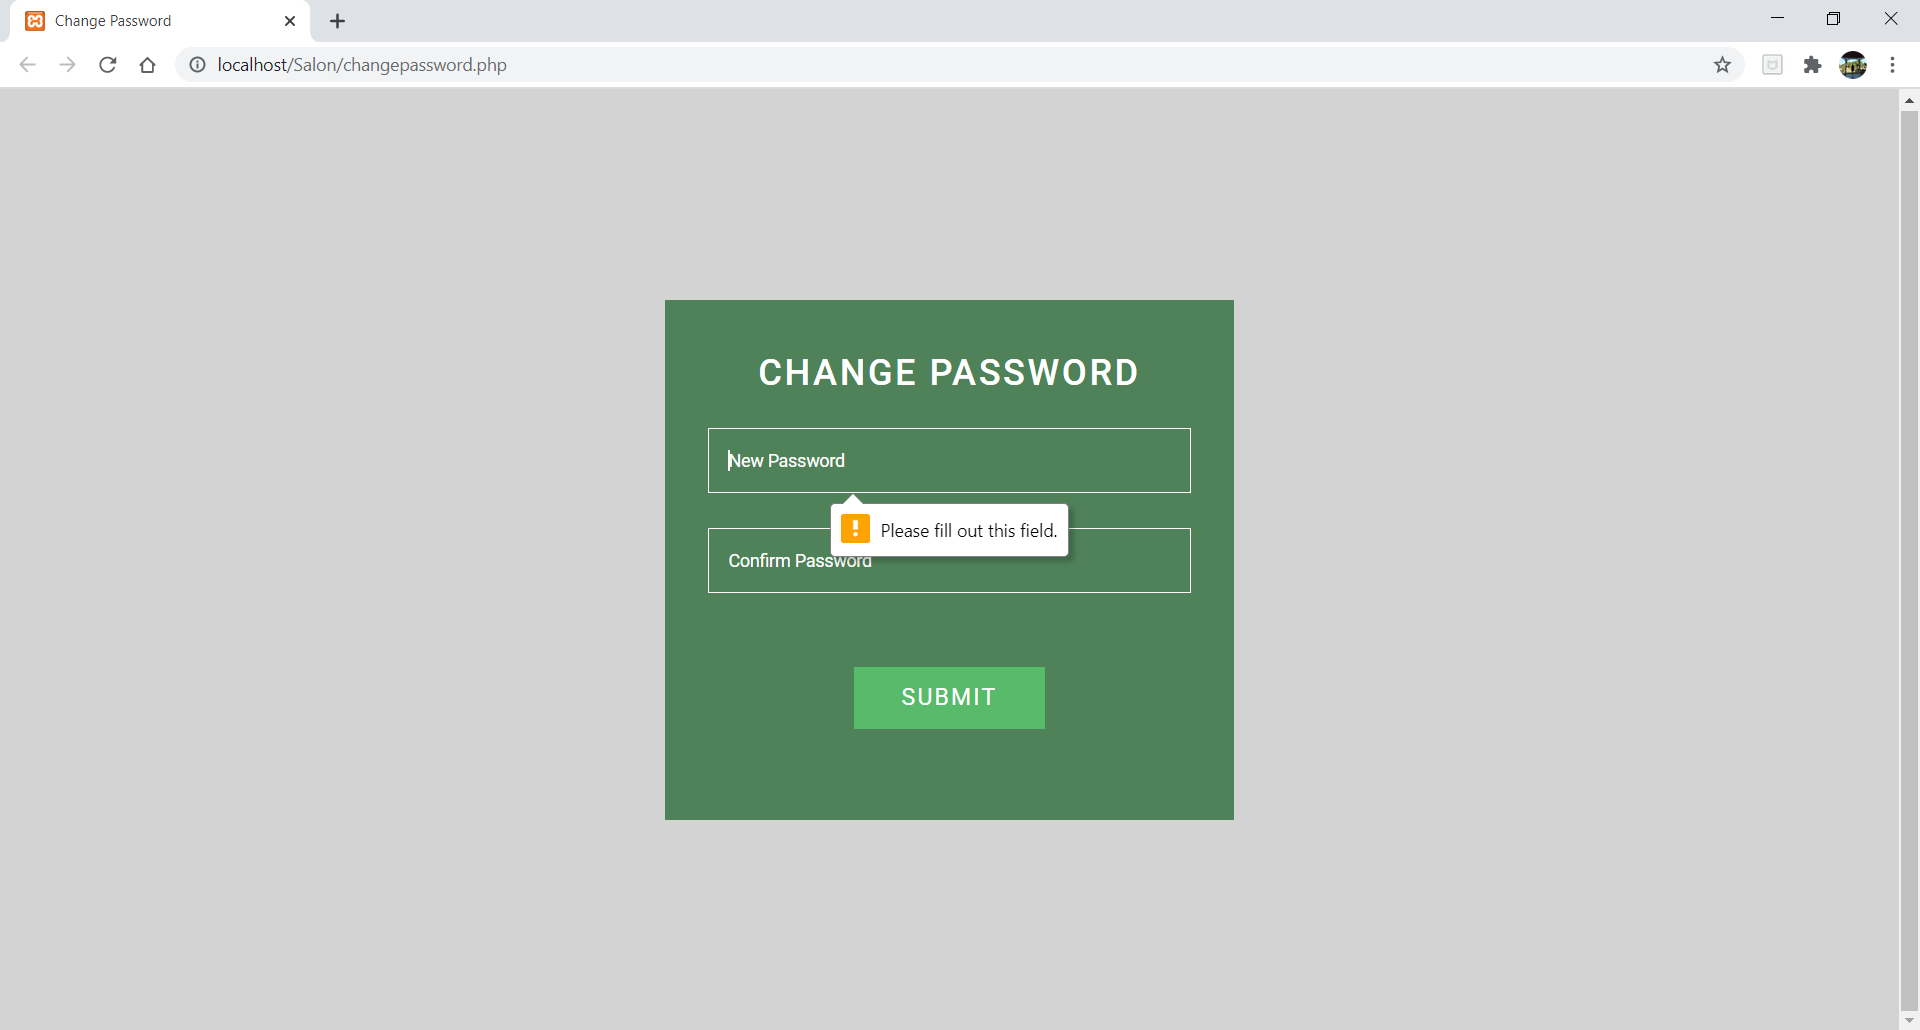 Change Password
localhost/Salon/changepassword.php
CHANGE PASSWORD
New Password
Please fill out this field.
Confirm Password
SUBMIT